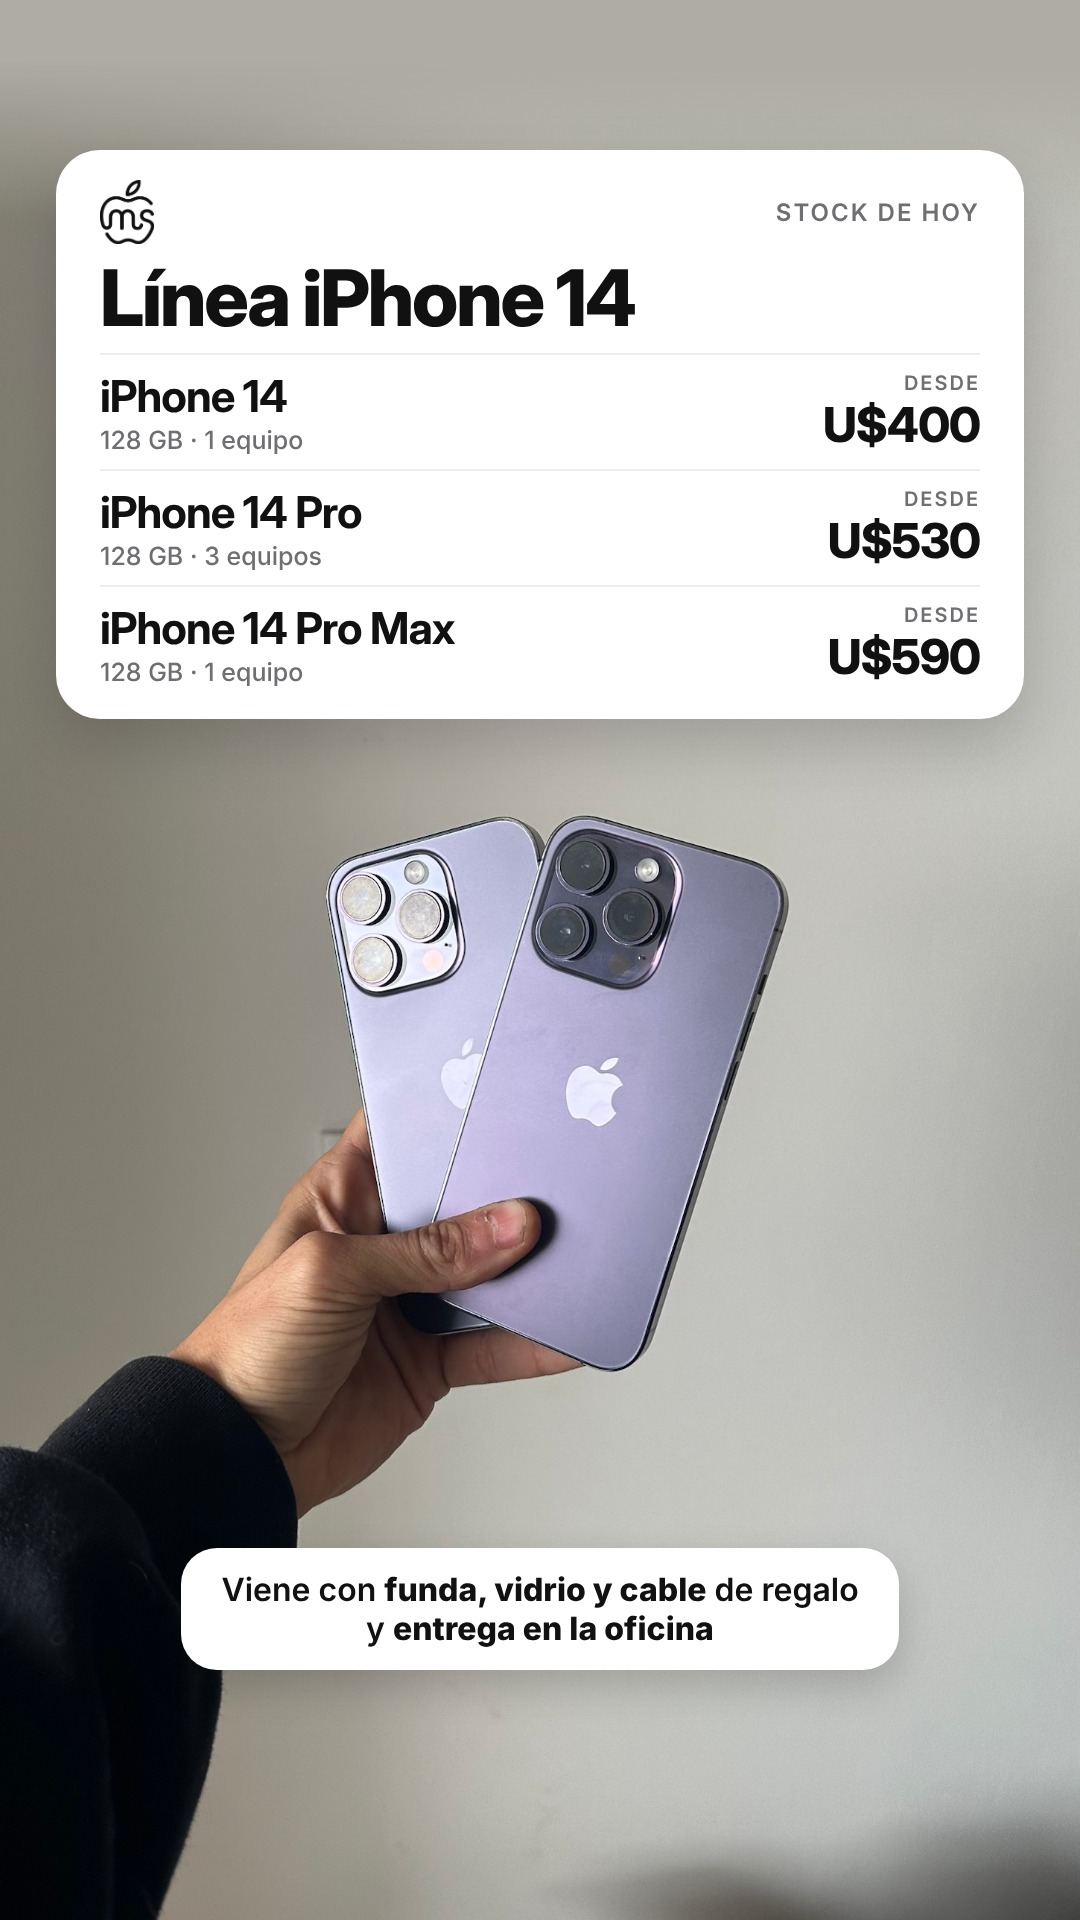 ms
STOCK DE HOY
Línea iPhone 14
iPhone 14
128 GB · 1 equipo
DESDE
U$400
iPhone 14 Pro
128 GB · 3 equipos
DESDE
U$530
iPhone 14 Pro Max
128 GB · 1 equipo
DESDE
U$590
Viene con funda, vidrio y cable de regalo
y entrega en la oficina